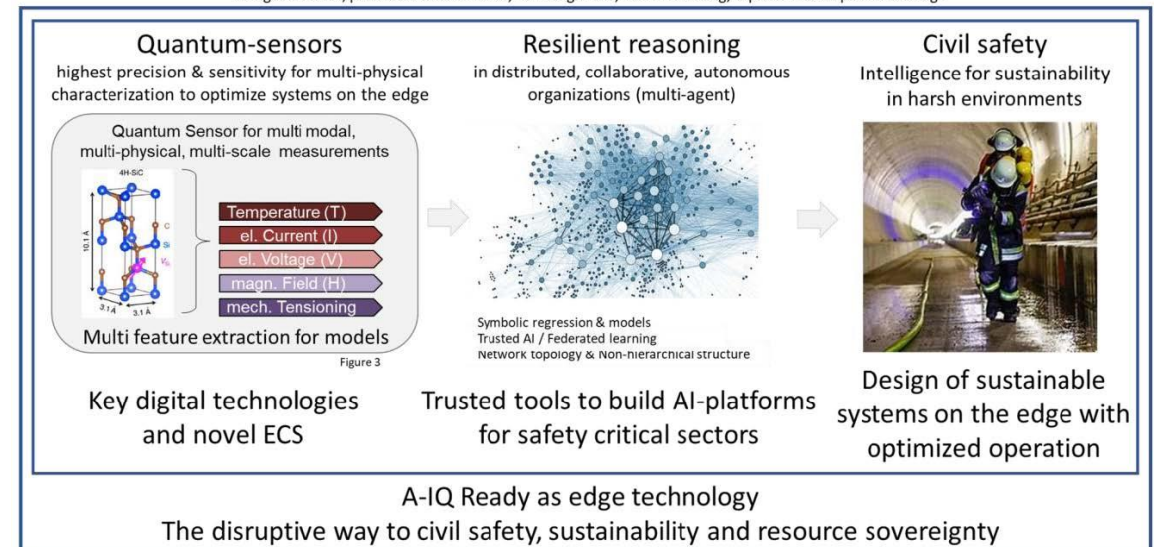 Quantum-sensors
highest precision & sensitivity for multi-physical
characterization to optimize systems on the edge
Quantum Sensor for multi modal,
multi-physical, multi-scale measurements
4H-SiC
10.1 Å
C
Si
3.1 Å
3.1 Å
Temperature (T)
el. Current (I)
el. Voltage (V)
magn. Field (H)
mech. Tensioning
Multi feature extraction for models
Figure 3
Key digital technologies
and novel ECS
Resilient reasoning
in distributed, collaborative, autonomous
organizations (multi-agent)
Symbolic regression & models
Trusted AI / Federated learning
Network topology & Non-hierarchical structure
Trusted tools to build AI-platforms
for safety critical sectors
Civil safety
Intelligence for sustainability
in harsh environments
Design of sustainable
systems on the edge with
optimized operation
A-IQ Ready as edge technology
The disruptive way to civil safety, sustainability and resource sovereignty